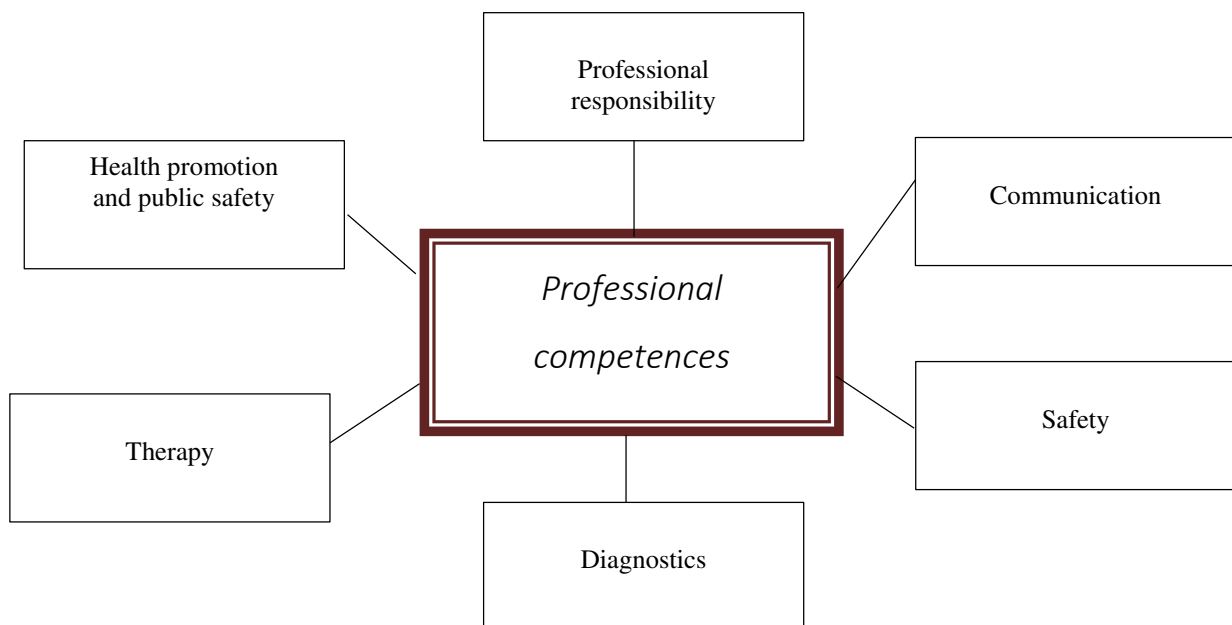 Professional
responsibility
Health promotion
and public safety
Communication
Professional
competences
Therapy
Safety
Diagnostics